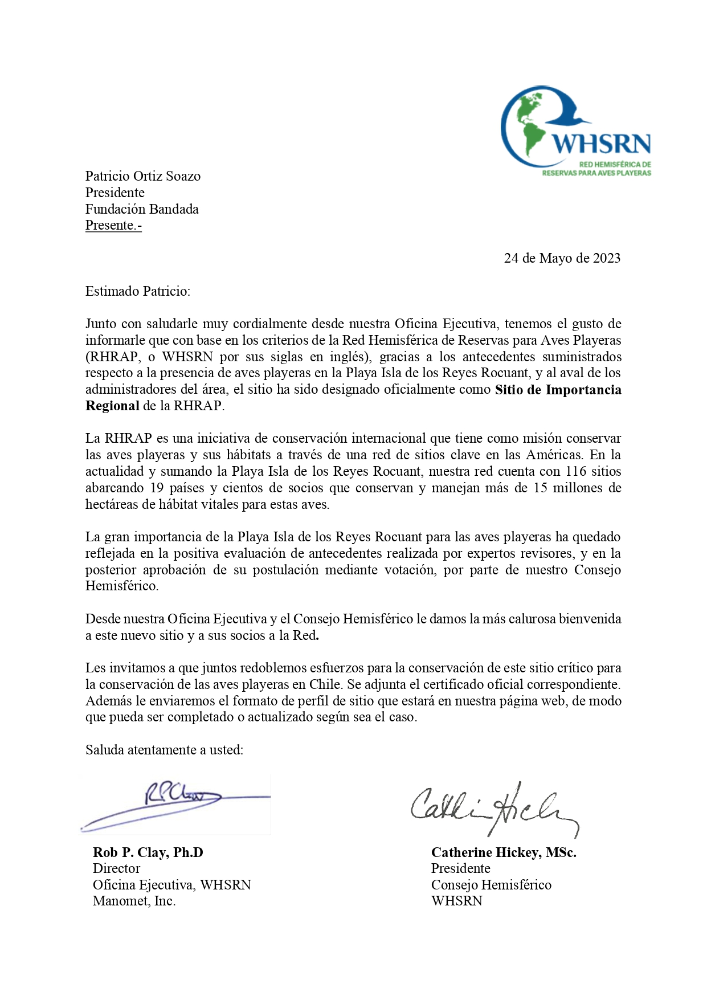 WHSRN
RED HEMISFÉRICA DE
RESERVAS PARA AVES PLAYERAS
Patricio Ortiz Soazo
Presidente
Fundación Bandada
Presente.-
24 de Mayo de 2023
Estimado Patricio:
Junto con saludarle muy cordialmente desde nuestra Oficina Ejecutiva, tenemos el gusto de
informarle que con base en los criterios de la Red Hemisférica de Reservas para Aves Playeras
(RHRAP, o WHSRN por sus siglas en inglés), gracias a los antecedentes suministrados
respecto a la presencia de aves playeras en la Playa Isla de los Reyes Rocuant, y al aval de los
administradores del área, el sitio ha sido designado oficialmente como Sitio de Importancia
Regional de la RHRAP.
La RHRAP es una iniciativa de conservación internacional que tiene como misión conservar
las aves playeras y sus hábitats a través de una red de sitios clave en las Américas. En la
actualidad y sumando la Playa Isla de los Reyes Rocuant, nuestra red cuenta con 116 sitios
abarcando 19 países y cientos de socios que conservan y manejan más de 15 millones de
hectáreas de hábitat vitales para estas aves.
La gran importancia de la Playa Isla de los Reyes Rocuant para las aves playeras ha quedado
reflejada en la positiva evaluación de antecedentes realizada por expertos revisores, y en la
posterior aprobación de su postulación mediante votación, por parte de nuestro Consejo
Hemisférico.
Desde nuestra Oficina Ejecutiva y el Consejo Hemisférico le damos la más calurosa bienvenida
a este nuevo sitio y a sus socios a la Red.
Les invitamos a que juntos redoblemos esfuerzos para la conservación de este sitio crítico para
la conservación de las aves playeras en Chile. Se adjunta el certificado oficial correspondiente.
Además le enviaremos el formato de perfil de sitio que estará en nuestra página web, de modo
que pueda ser completado o actualizado según sea el caso.
Saluda atentamente a usted:
RPClay
Rob P. Clay, Ph.D
Director
Oficina Ejecutiva, WHSRN
Manomet, Inc.
Catherine Hickey, MSc.
Presidente
Consejo Hemisférico
WHSRN